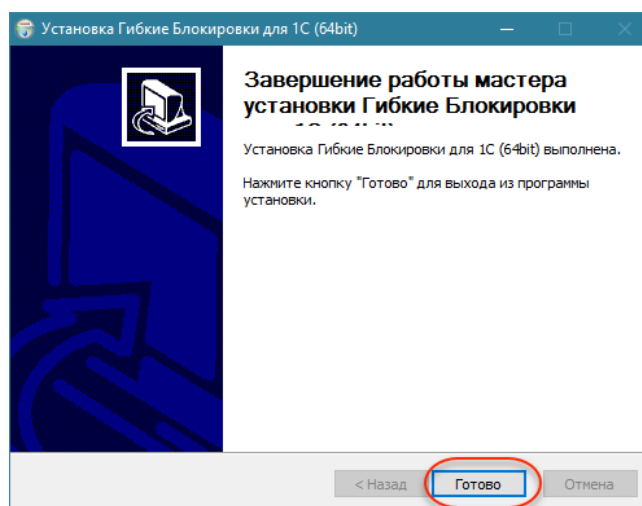 Установка Гибкие Блокировки для 1С (64bit)
Завершение работы мастера
установки Гибкие Блокировки
Установка Гибкие Блокировки для 1С (64bit) выполнена.
Нажмите кнопку "Готово" для выхода из программы
установки.
< Назад
Готово
Отмена